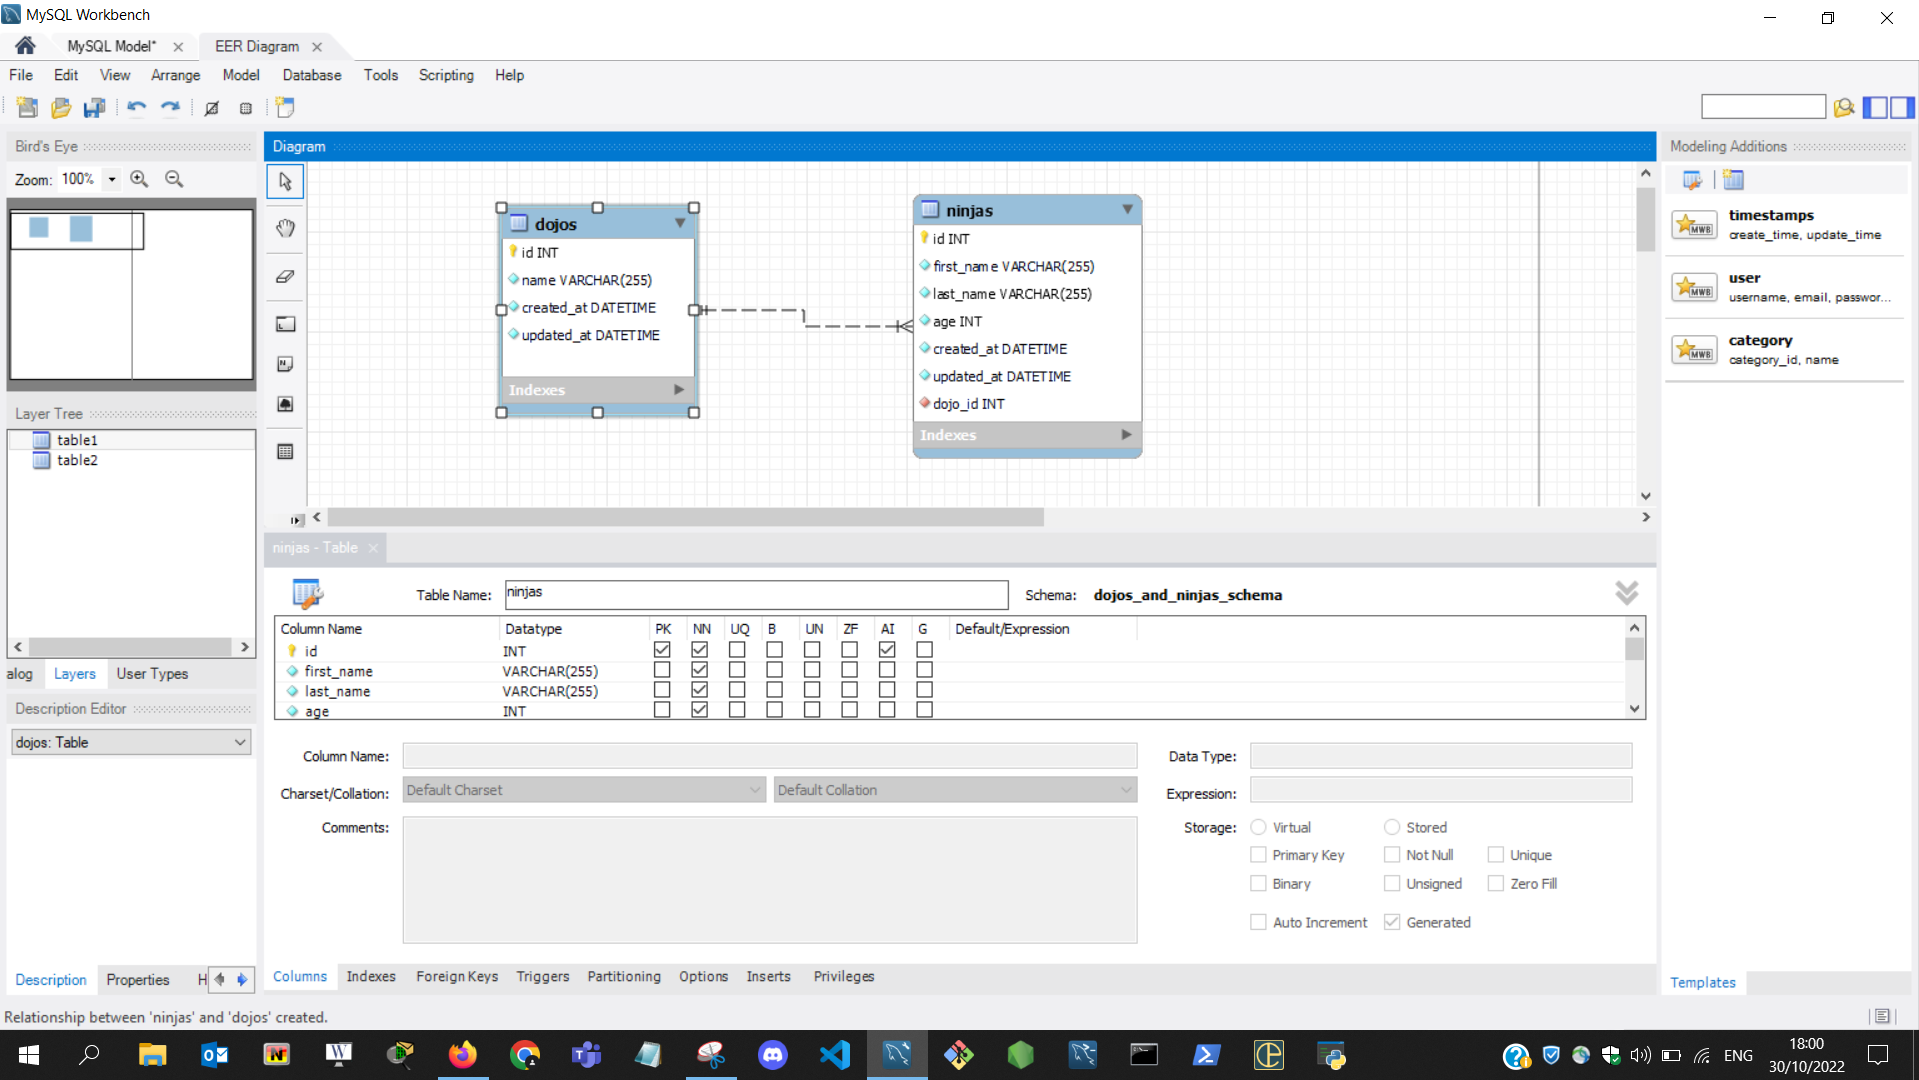 MySQL Workbench
MySQL Model*
EER Diagram
File Edit View Arrange Model Database Tools Scripting Help
Bird's Eye
Zoom: 100%
Diagram
Modeling Additions
dojos
id INT
name VARCHAR(255)
created_at DATETIME
updated_at DATETIME
Indexes
ninjas
id INT
first_name VARCHAR(255)
last_name VARCHAR(255)
age INT
created_at DATETIME
updated_at DATETIME
dojo_id INT
Indexes
MWB
timestamps
create_time, update_time
MWB
user
username, email, passwor...
MWB
category
category_id, name
Layer Tree
table1
table2
alog Layers User Types
Description Editor
dojos: Table
Description Properties H
ninjas - Table
Table Name: ninjas
Schema: dojos_and_ninjas_schema
Column Name Datatype PK NN UQ B UN ZF AI G Default/Expression
id INT
first_name VARCHAR(255)
last_name VARCHAR(255)
age INT
Column Name:
Data Type:
Charset/Collation: Default Charset Default Collation
Expression:
Comments:
Storage: Virtual Stored
Primary Key Not Null Unique
Binary Unsigned Zero Fill
Auto Increment Generated
Columns Indexes Foreign Keys Triggers Partitioning Options Inserts Privileges
Templates
Relationship between 'ninjas' and 'dojos' created.
ENG
18:00
30/10/2022